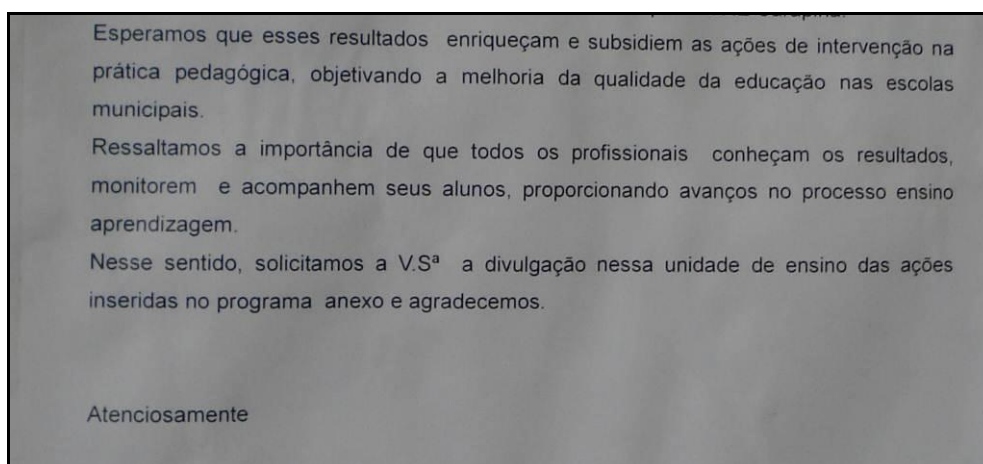 Esperamos que esses resultados enriqueçam e subsidiem as ações de intervenção na
prática pedagógica, objetivando a melhoria da qualidade da educação nas escolas
municipais.
Ressaltamos a importância de que todos os profissionais conheçam os resultados,
monitorem e acompanhem seus alunos, proporcionando avanços no processo ensino
aprendizagem.
Nesse sentido, solicitamos a V.Sª a divulgação nessa unidade de ensino das ações
inseridas no programa anexo e agradecemos.
Atenciosamente